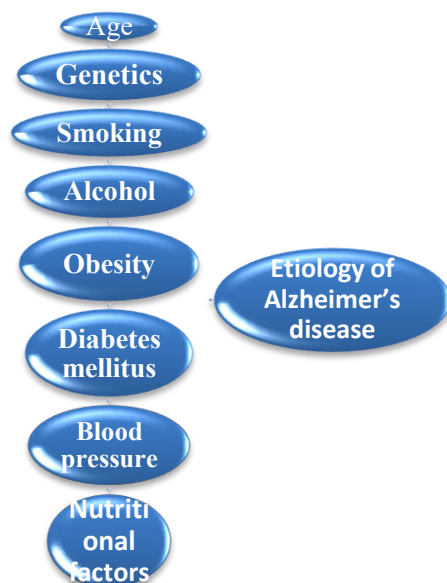 Age
Genetics
Smoking
Alcohol
Obesity
Diabetes
mellitus
Blood
pressure
Nutriti
onal
factors
Etiology of
Alzheimer’s
disease